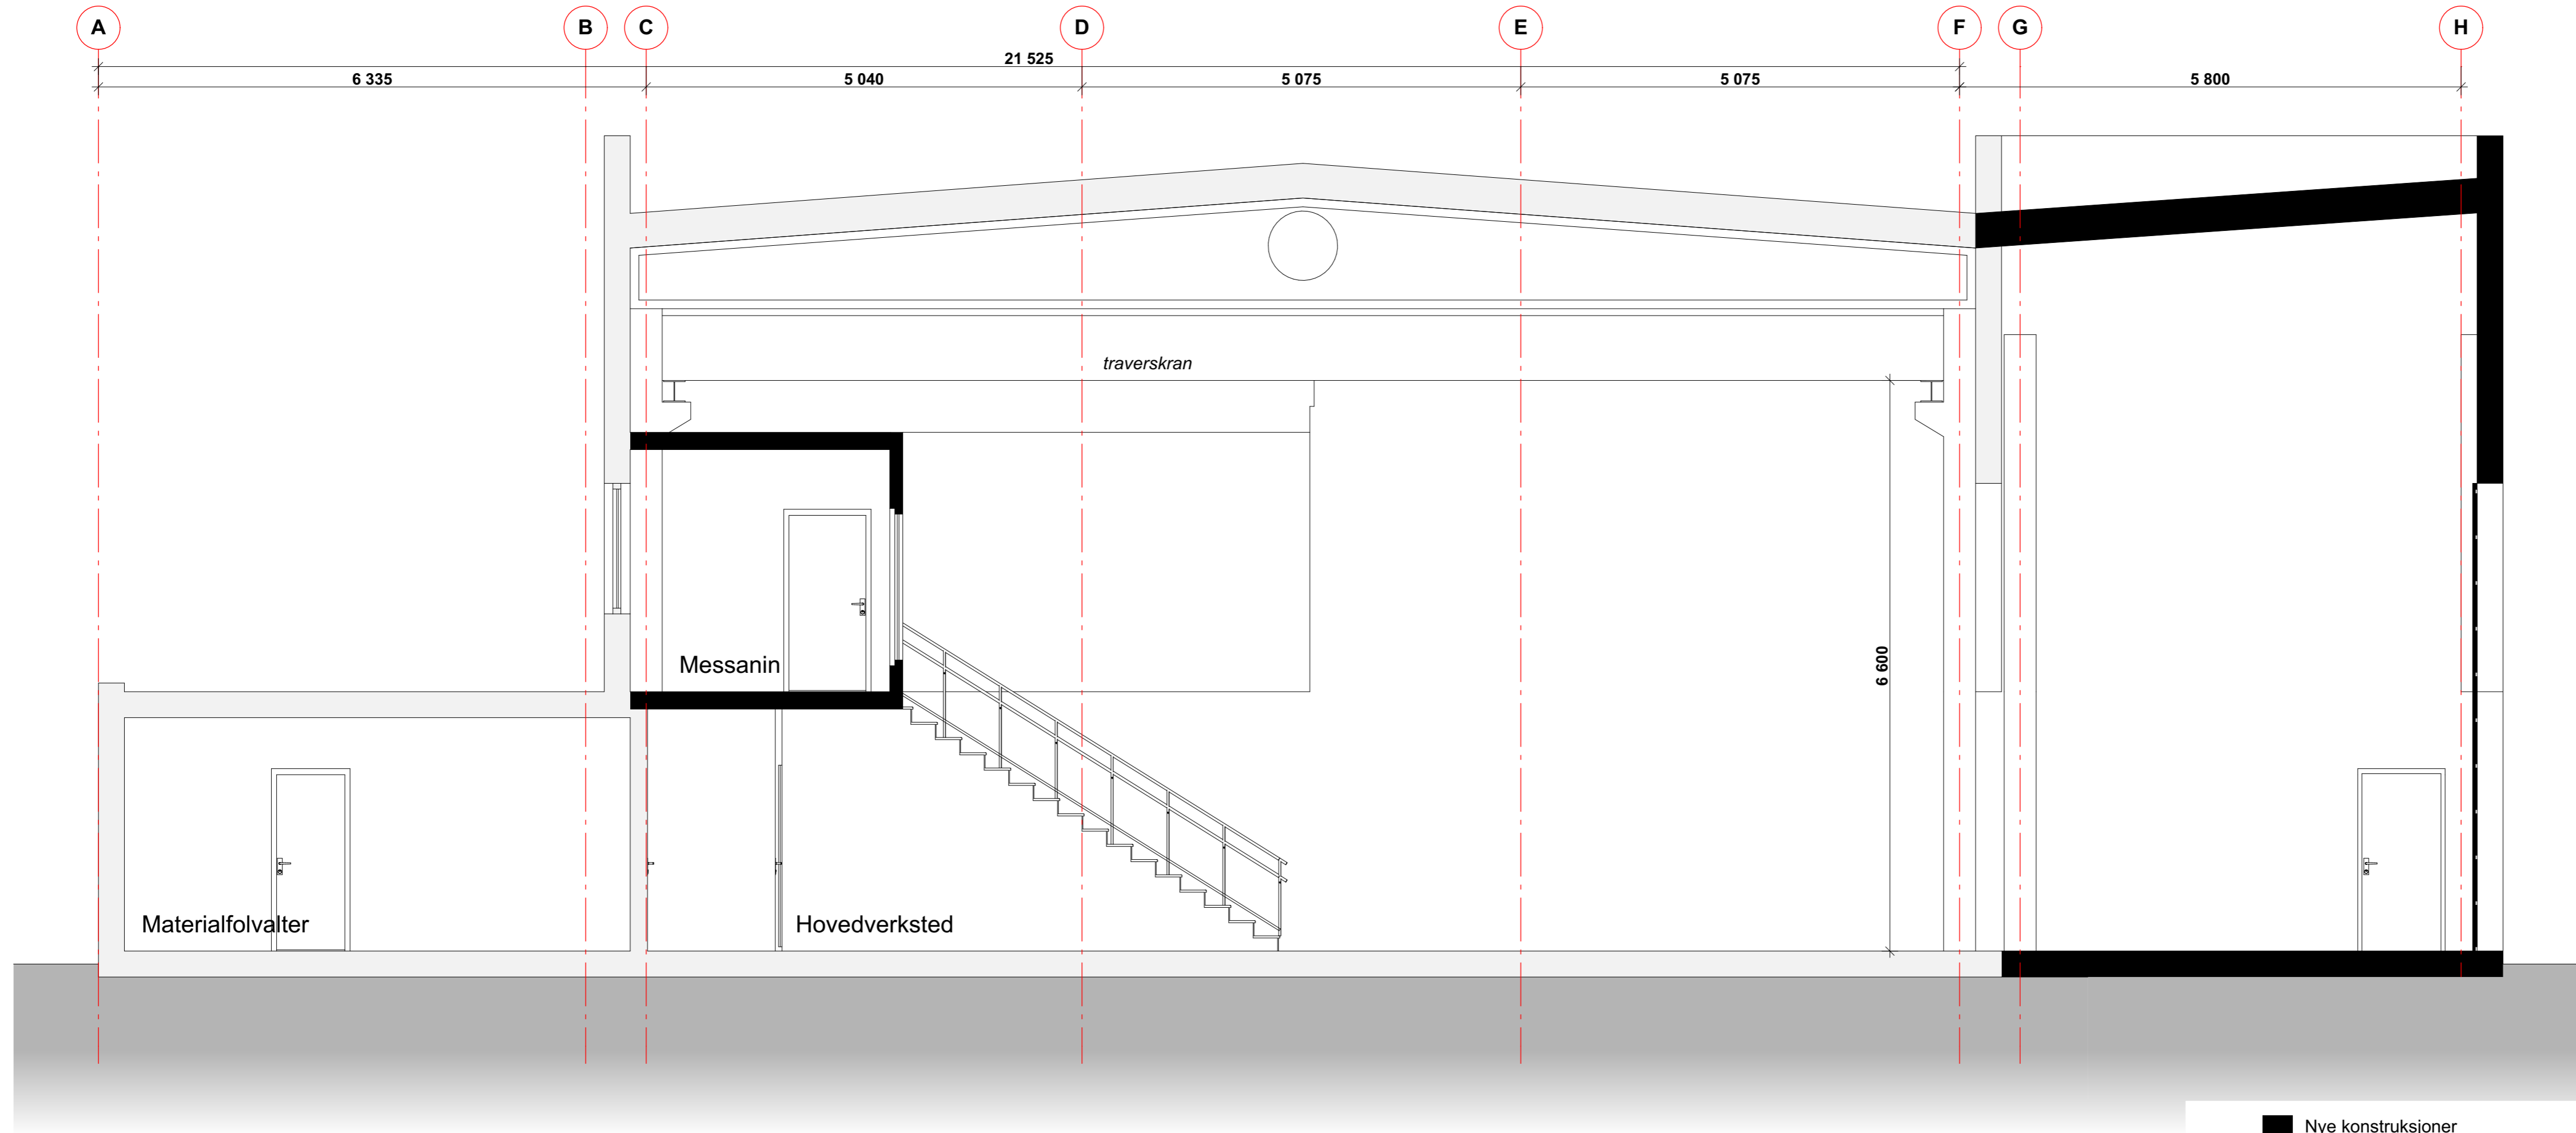 A B C D E F G H
21 525
6 335 5 040 5 075 5 075 5 800
traverskran
6 600
Messanin
Materialfolvalter Hovedverksted
Nye konstruksioner